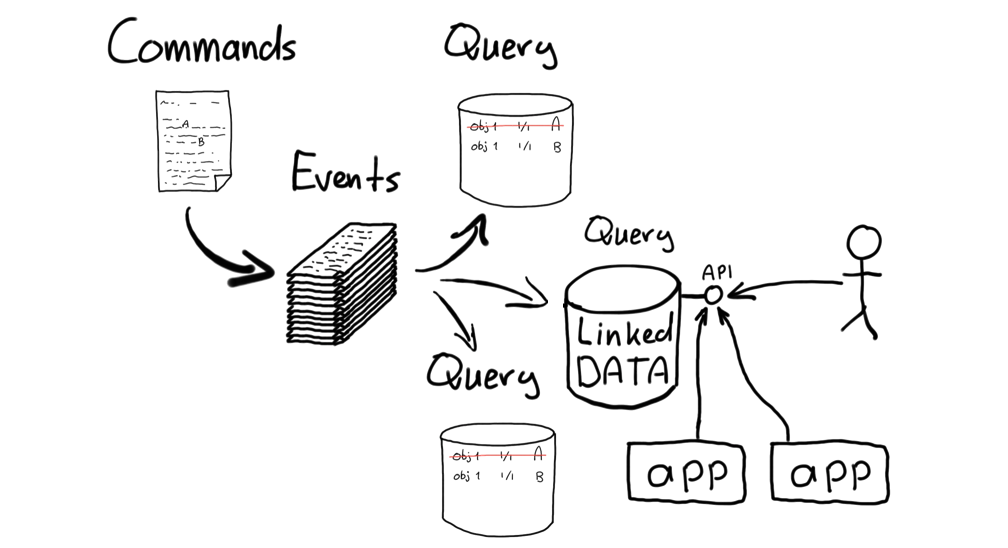 Commands
Query
A
B
obj 1 1/1 A
obj 1 1/1 B
Events
Query
API
Linked
DATA
Query
obj 1 1/1 A
obj 1 1/1 B
app
app